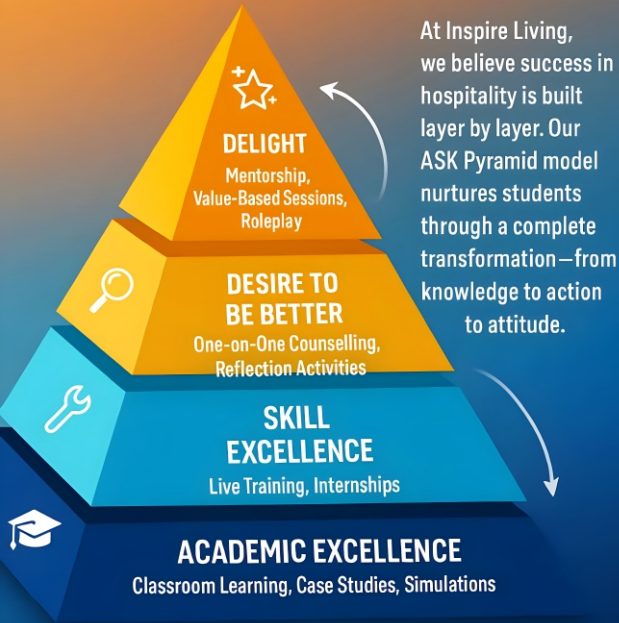 At Inspire Living,
we believe success in
hospitality is built
layer by layer. Our
ASK Pyramid model
nurtures students
through a complete
transformation—from
knowledge to action
to attitude.
DELIGHT
Mentorship,
Value-Based Sessions,
Roleplay
DESIRE TO
BE BETTER
One-on-One Counselling,
Reflection Activities
SKILL
EXCELLENCE
Live Training, Internships
ACADEMIC EXCELLENCE
Classroom Learning, Case Studies, Simulations